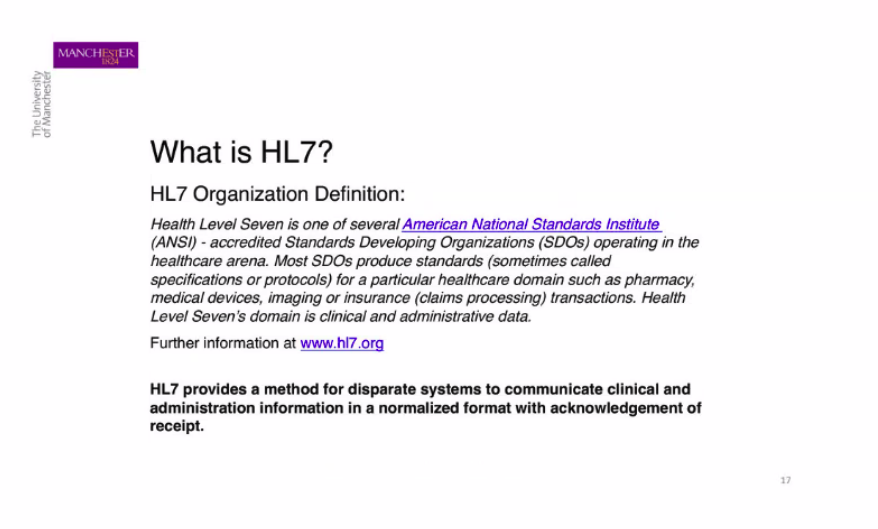 MANCHESTER
1824
The University
of Manchester
What is HL7?
HL7 Organization Definition:
Health Level Seven is one of several American National Standards Institute
(ANSI) - accredited Standards Developing Organizations (SDOs) operating in the
healthcare arena. Most SDOs produce standards (sometimes called
specifications or protocols) for a particular healthcare domain such as pharmacy,
medical devices, imaging or insurance (claims processing) transactions. Health
Level Seven's domain is clinical and administrative data.
Further information at www.hl7.org
HL7 provides a method for disparate systems to communicate clinical and
administration information in a normalized format with acknowledgement of
receipt.
17